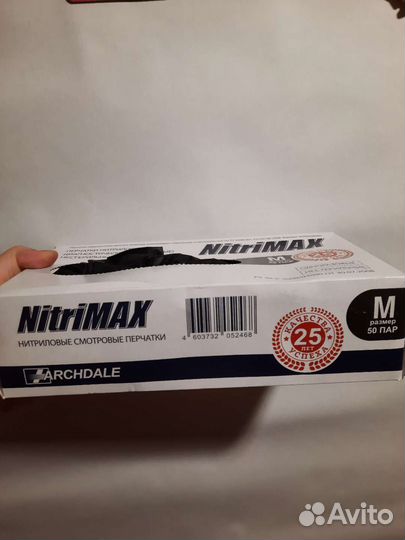 NitriMAX
M
NitriMAX
НИТРИЛОВЫЕ СМОТРОВЫЕ ПЕРЧАТКИ
4 603732 052468
КАЧЕСТВА
25
ЛЕТ
УСПЕХА
M
размер
50 ПАР
ARCHDALE
Avito